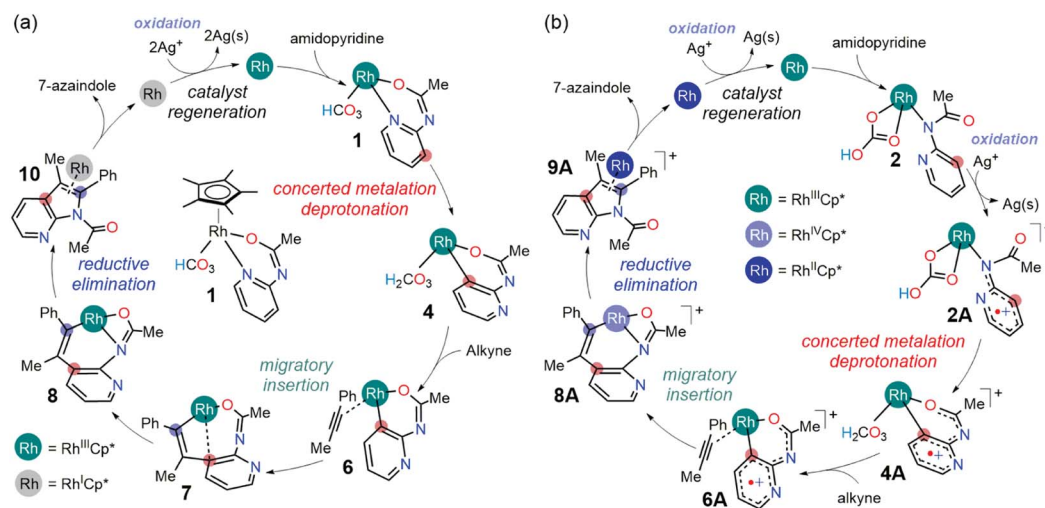 (a)
oxidation
2Ag+
2Ag(s)
amidopyridine
Rh
Rh
7-azaindole
catalyst
regeneration
Rh
O
Me
HCO3
N
N
1
10
Me
Rh
Ph
N
N
O
Me
concerted metalation
deprotonation
Rh
O
Me
HCO3
N
N
1
Rh
O
Me
H2CO3
N
N
4
reductive
elimination
Ph
Rh
O
Me
N
Me
N
8
migratory
insertion
Alkyne
Ph
Rh
O
Me
N
Me
N
6
Rh
O
Me
Ph
N
Me
N
7
Rh = RhIIICp*
Rh = RhICp*
(b)
oxidation
Ag+
Ag(s)
amidopyridine
Rh
Rh
7-azaindole
catalyst
regeneration
Rh
Me
O
N
O
O
HO
N
2
oxidation
Ag+
Ag(s)
9A
Me
Rh
+
Ph
N
N
O
Me
Rh = RhIIICp*
Rh = RhIVCp*
Rh = RhIICp*
Rh
O
+
N
Me
O
O
HO
N
•+
2A
reductive
elimination
concerted metalation
deprotonation
Ph
Rh
O
+
Me
N
Me
N
8A
migratory
insertion
Rh
O
+
Me
H2CO3
N
N
•+
4A
alkyne
Ph
Rh
O
+
Me
N
Me
N
•+
6A